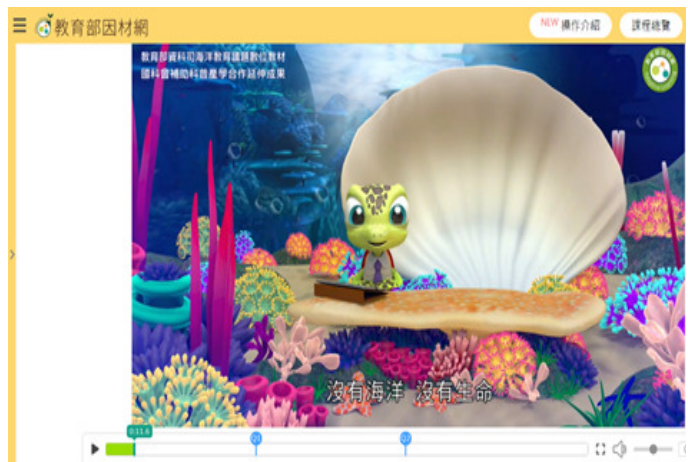 教育部因材網
NEW 操作介紹
課程總覽
教育部資科司海洋教育議題數位教材
國科會補助科普產學合作延伸成果
沒有海洋 沒有生命
0:11.6